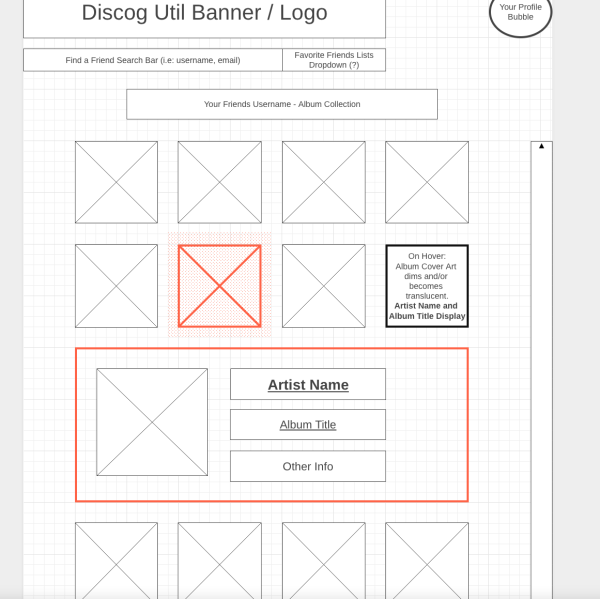 Discog Util Banner / Logo
Your Profile
Bubble
Find a Friend Search Bar (i.e: username, email)
Favorite Friends Lists
Dropdown (?)
Your Friends Username - Album Collection
On Hover:
Album Cover Art
dims and/or
becomes
translucent.
Artist Name and
Album Title Display
Artist Name
Album Title
Other Info